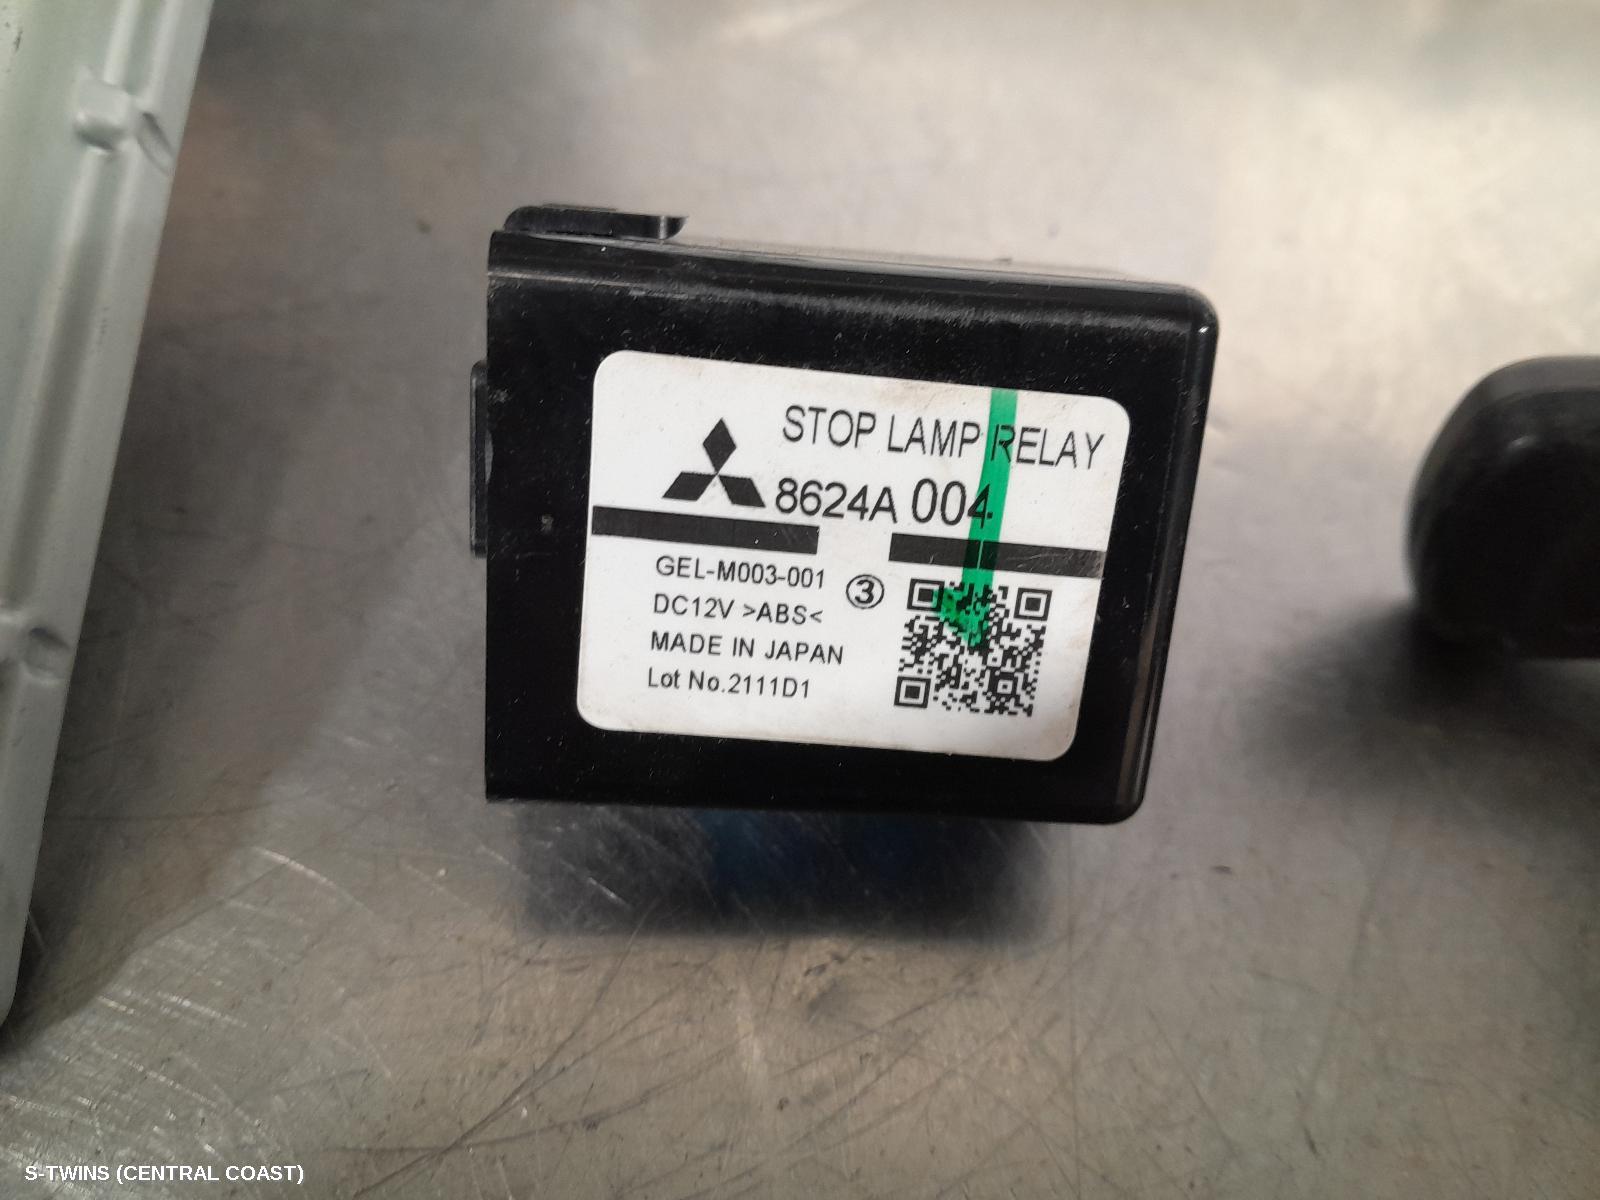 STOP LAMP RELAY
8624A 004
GEL-M003-001
③
DC12V >ABS<
MADE IN JAPAN
Lot No.2111D1
S-TWINS (CENTRAL COAST)